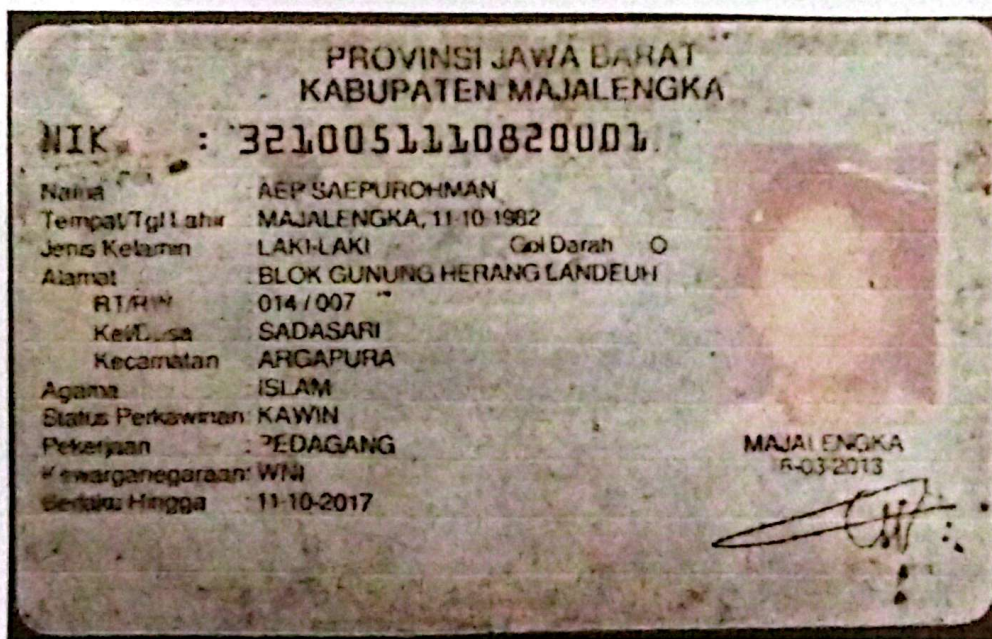 PROVINSI JAWA BARAT
KABUPATEN MAJALENGKA
NIK : 3210051110820001
Nama : AEP SAEPUROHMAN
Tempat/Tgl Lahir : MAJALENGKA, 11-10-1982
Jenis Kelamin : LAKI-LAKI Gol Darah O
Alamat : BLOK GUNUNG HERANG LANDEUH
RT/RW : 014 / 007
Kel/Desa : SADASARI
Kecamatan : ARGAPURA
Agama : ISLAM
Status Perkawinan: KAWIN
Pekerjaan : PEDAGANG
Kewarganegaraan: WNI
Berlaku Hingga : 11-10-2017
MAJALENGKA
-03-2013